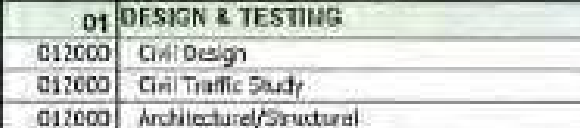 01 DESIGN & TESTING
012000 Civil Design
012000 Civil Traffic Study
012000 Architectural/Structural